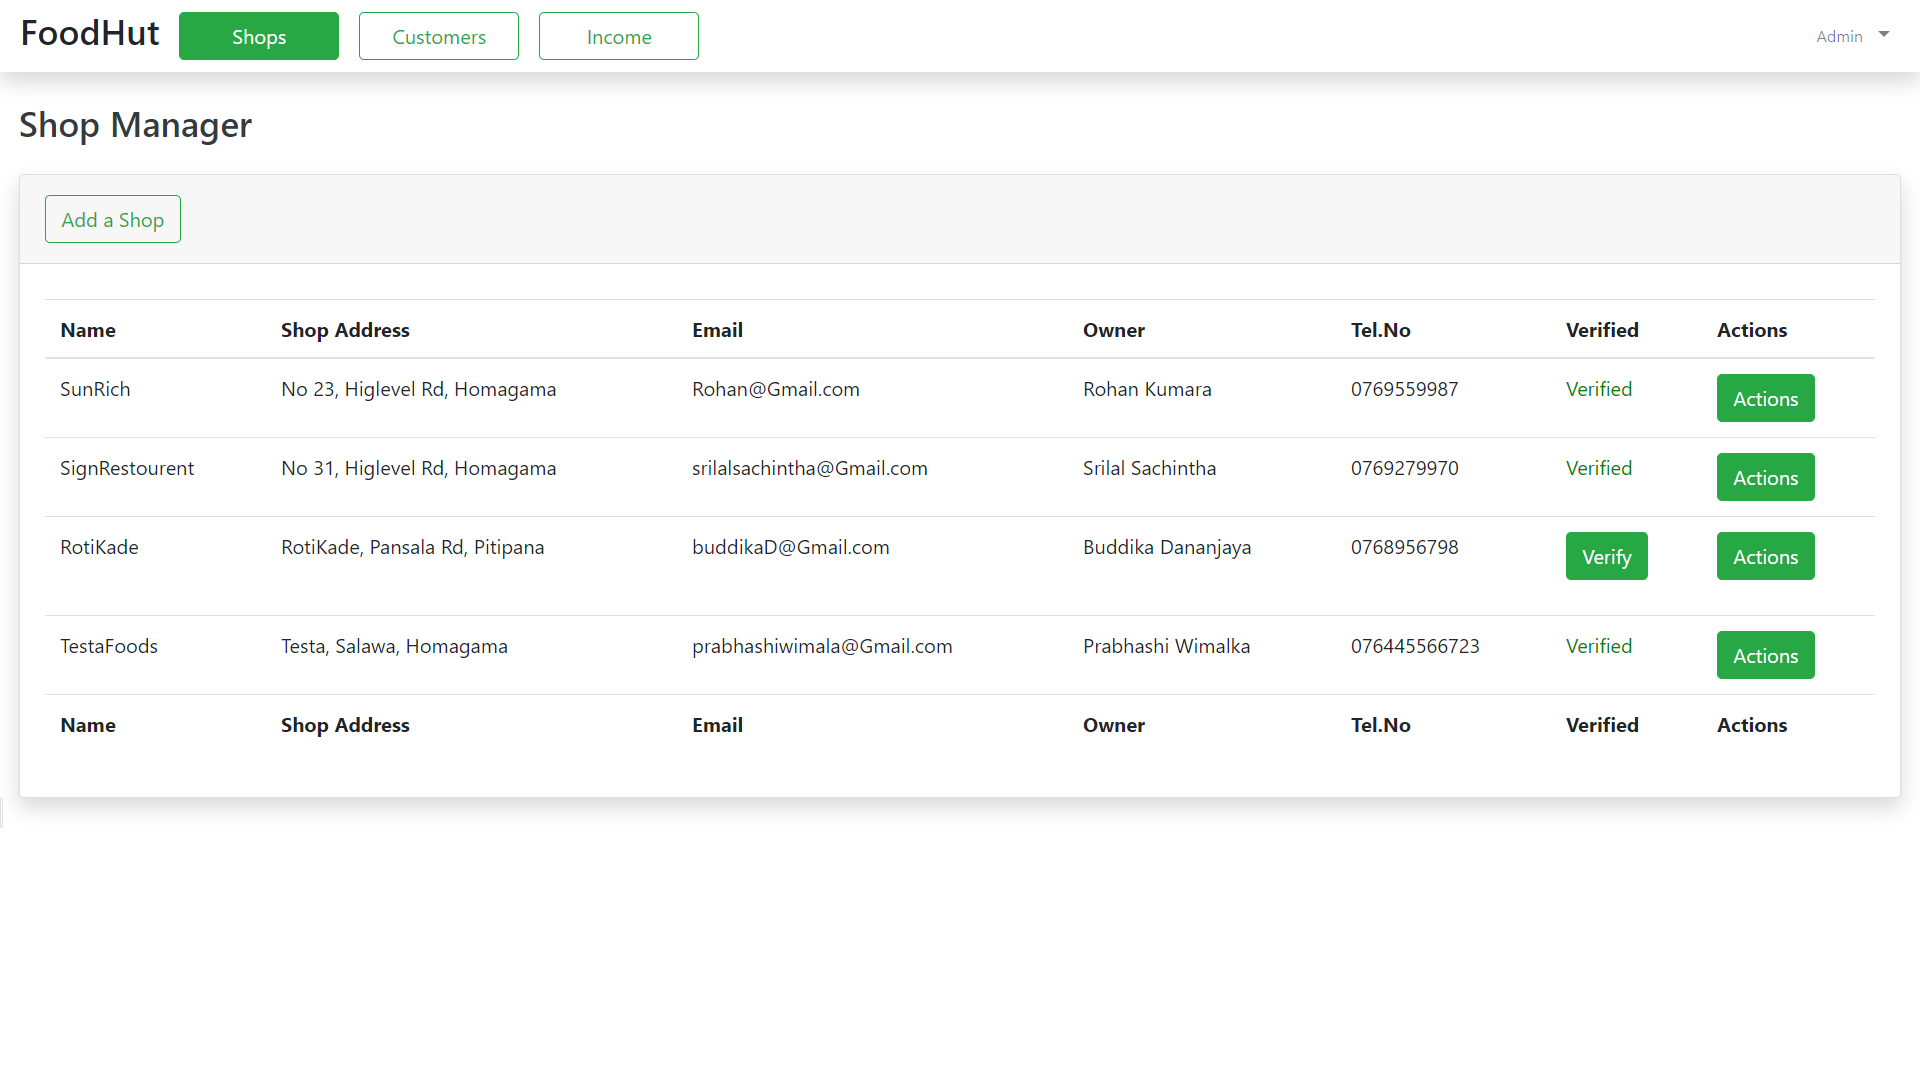 FoodHut Shops Customers Income Admin
Shop Manager
Add a Shop
Name Shop Address Email Owner Tel.No Verified Actions
SunRich No 23, Higlevel Rd, Homagama Rohan@Gmail.com Rohan Kumara 0769559987 Verified Actions
SignRestourent No 31, Higlevel Rd, Homagama srilalsachintha@Gmail.com Srilal Sachintha 0769279970 Verified Actions
RotiKade RotiKade, Pansala Rd, Pitipana buddikaD@Gmail.com Buddika Dananjaya 0768956798 Verify Actions
TestaFoods Testa, Salawa, Homagama prabhashiwimala@Gmail.com Prabhashi Wimalka 076445566723 Verified Actions
Name Shop Address Email Owner Tel.No Verified Actions